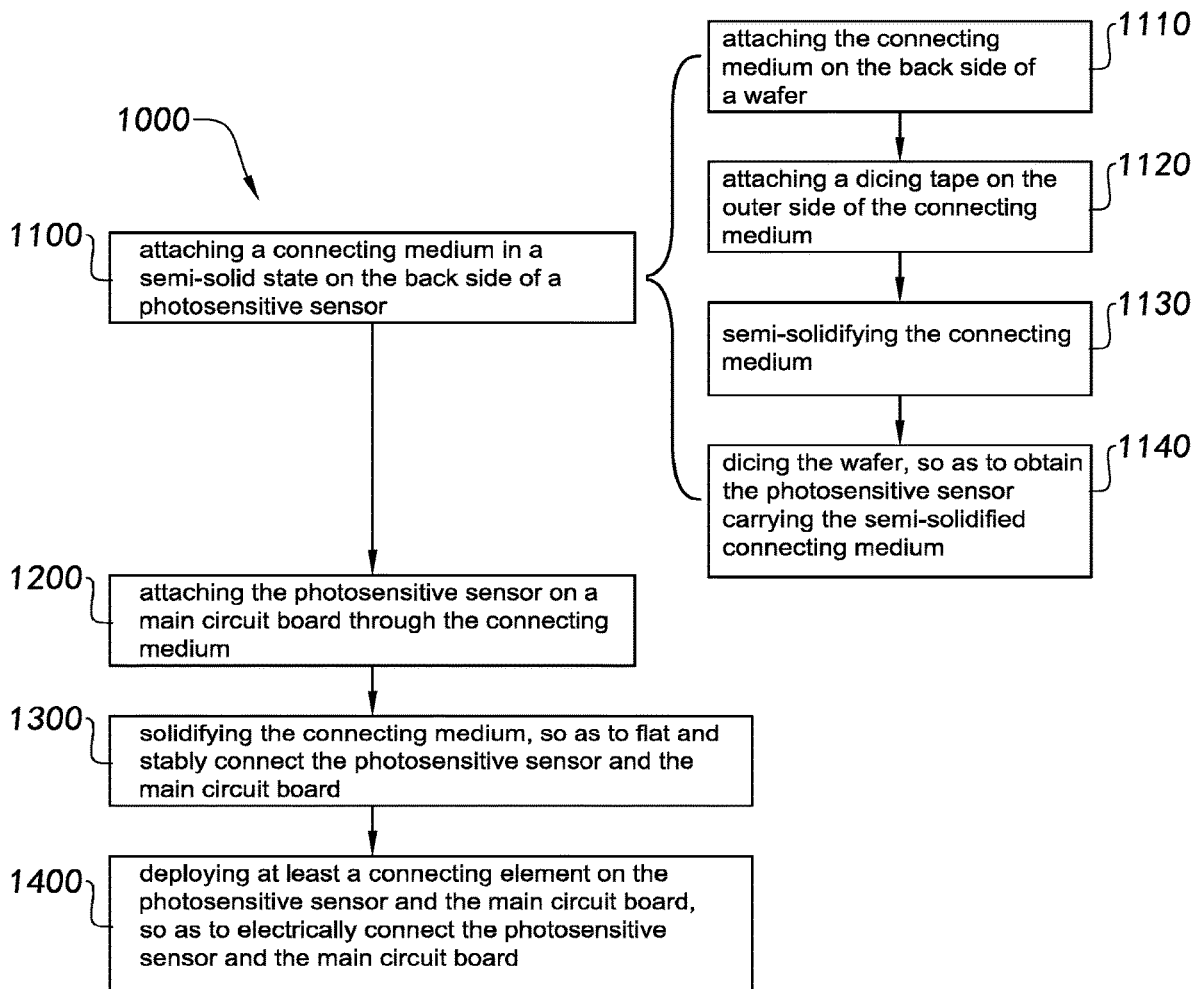 1000
1100
attaching a connecting medium in a
semi-solid state on the back side of a
photosensitive sensor
1110
attaching the connecting
medium on the back side of
a wafer
1120
attaching a dicing tape on the
outer side of the connecting
medium
1130
semi-solidifying the connecting
medium
1140
dicing the wafer, so as to obtain
the photosensitive sensor
carrying the semi-solidified
connecting medium
1200
attaching the photosensitive sensor on a
main circuit board through the connecting
medium
1300
solidifying the connecting medium, so as to flat and
stably connect the photosensitive sensor and the
main circuit board
1400
deploying at least a connecting element on the
photosensitive sensor and the main circuit board,
so as to electrically connect the photosensitive
sensor and the main circuit board